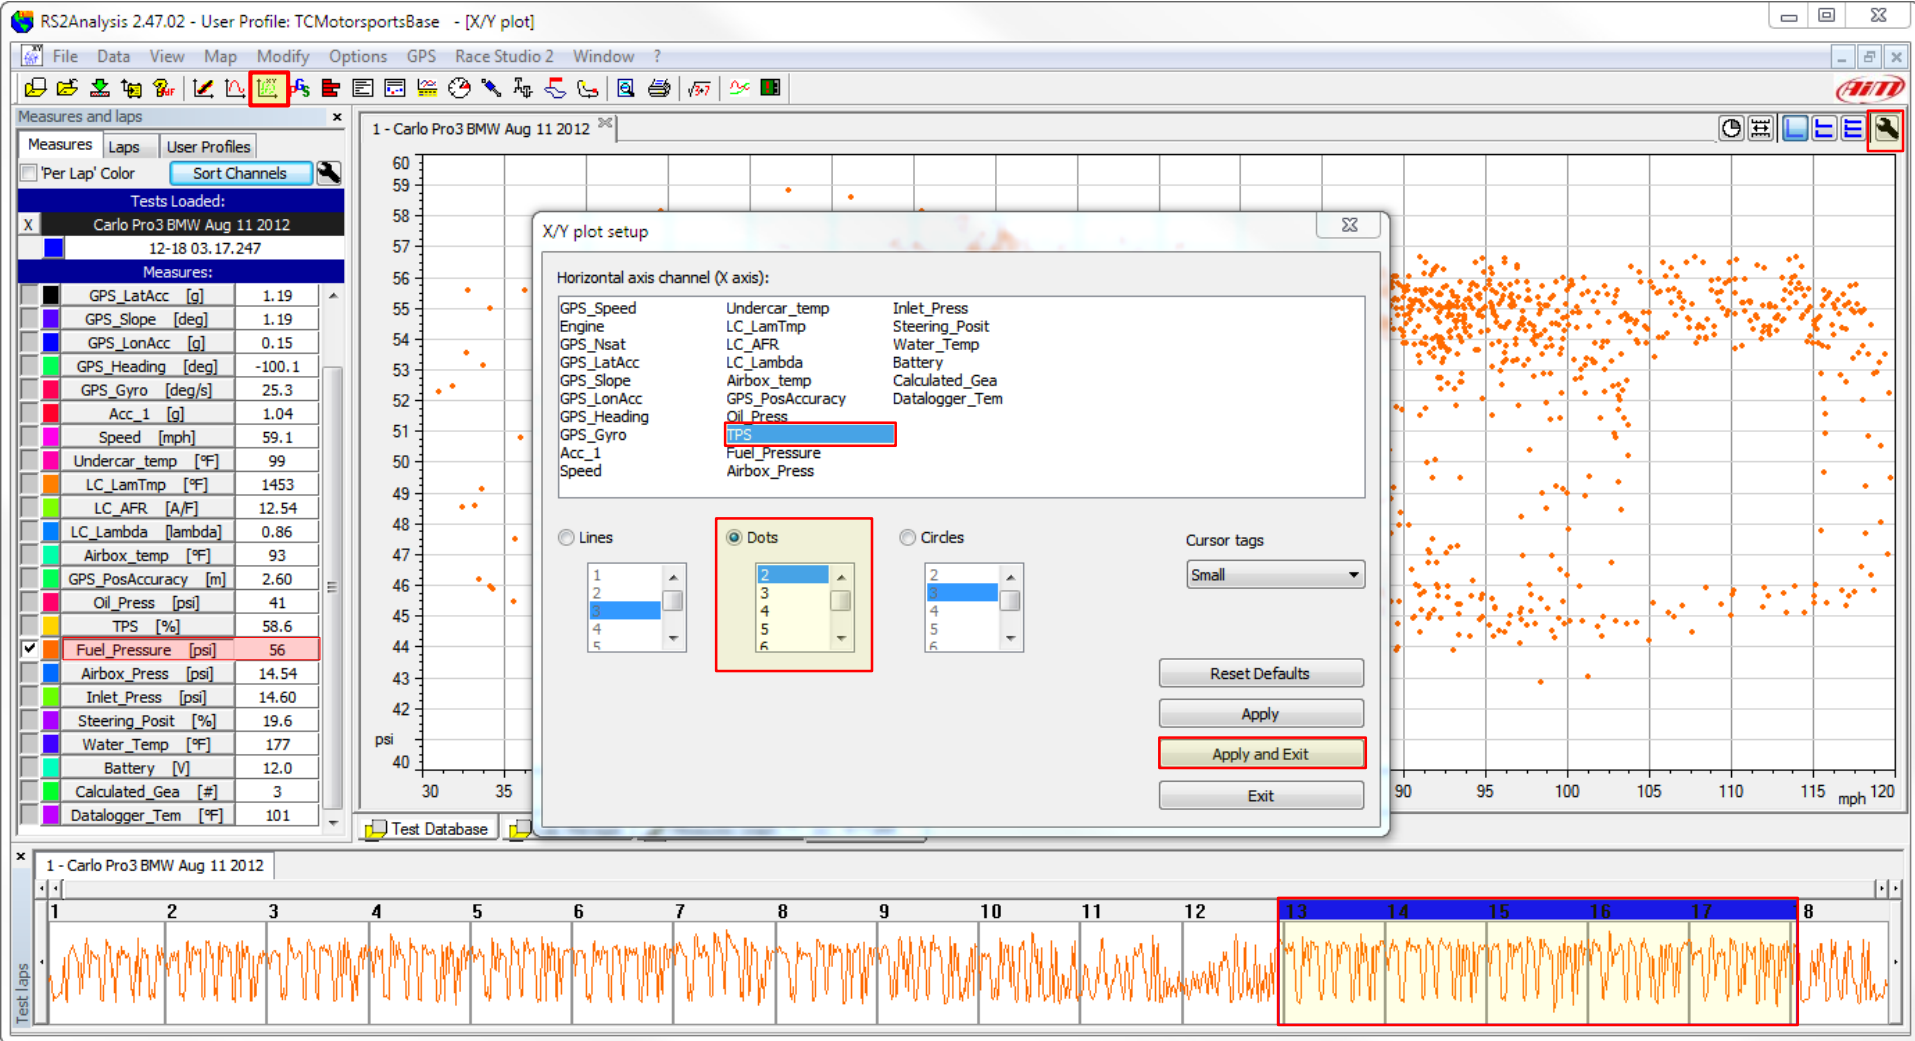 RS2Analysis 2.47.02 - User Profile: TCMotorsportsBase - [X/Y plot]
File Data View Map Modify Options GPS Race Studio 2 Window ?
AiM
Measures and laps
Measures Laps User Profiles
'Per Lap' Color Sort Channels
Tests Loaded:
X Carlo Pro3 BMW Aug 11 2012
12-18 03.17.247
Measures:
GPS_LatAcc [g] 1.19
GPS_Slope [deg] 1.19
GPS_LonAcc [g] 0.15
GPS_Heading [deg] -100.1
GPS_Gyro [deg/s] 25.3
Acc_1 [g] 1.04
Speed [mph] 59.1
Undercar_temp [°F] 99
LC_LamTmp [°F] 1453
LC_AFR [A/F] 12.54
LC_Lambda [lambda] 0.86
Airbox_temp [°F] 93
GPS_PosAccuracy [m] 2.60
Oil_Press [psi] 41
TPS [%] 58.6
Fuel_Pressure [psi] 56
Airbox_Press [psi] 14.54
Inlet_Press [psi] 14.60
Steering_Posit [%] 19.6
Water_Temp [°F] 177
Battery [V] 12.0
Calculated_Gea [#] 3
Datalogger_Tem [°F] 101
1 - Carlo Pro3 BMW Aug 11 2012
60
59
58
57
56
55
54
53
52
51
50
49
48
47
46
45
44
43
42
psi
40
30 35 90 95 100 105 110 115 mph 120
X/Y plot setup
Horizontal axis channel (X axis):
GPS_Speed Undercar_temp Inlet_Press
Engine LC_LamTmp Steering_Posit
GPS_Nsat LC_AFR Water_Temp
GPS_LatAcc LC_Lambda Battery
GPS_Slope Airbox_temp Calculated_Gea
GPS_LonAcc GPS_PosAccuracy Datalogger_Tem
GPS_Heading Oil_Press
GPS_Gyro TPS
Acc_1 Fuel_Pressure
Speed Airbox_Press
Lines Dots Circles Cursor tags
1 2 2 Small
2 3 3
3 4 4
4 5 5
5 6 6
Reset Defaults
Apply
Apply and Exit
Exit
Test Database
1 - Carlo Pro3 BMW Aug 11 2012
1 2 3 4 5 6 7 8 9 10 11 12 13 14 15 16 17 8
Test laps